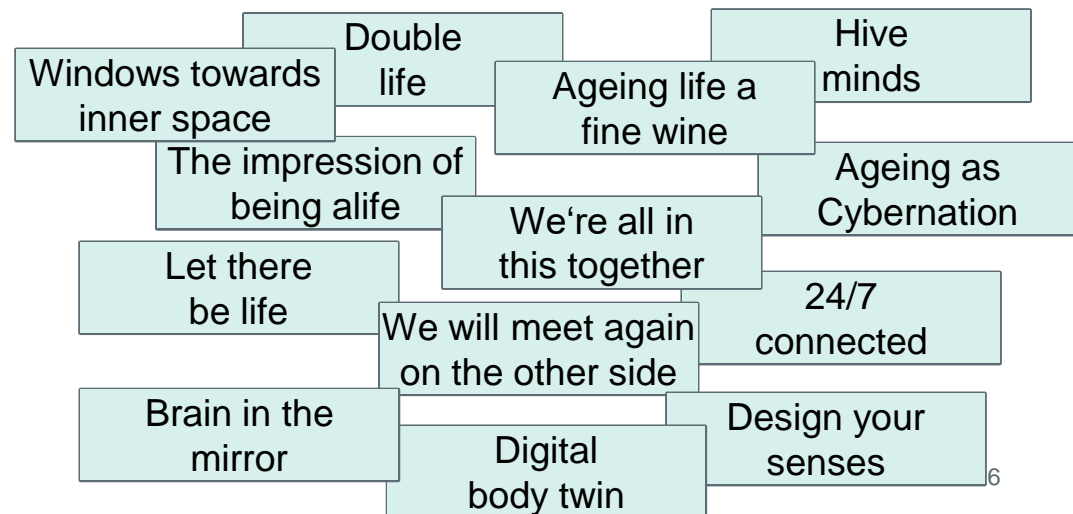 Double
life
Hive
minds
Windows towards
inner space
Ageing life a
fine wine
The impression of
being alife
Ageing as
Cybernation
We‘re all in
this together
Let there
be life
24/7
connected
We will meet again
on the other side
Brain in the
mirror
Design your
senses
Digital
body twin
6